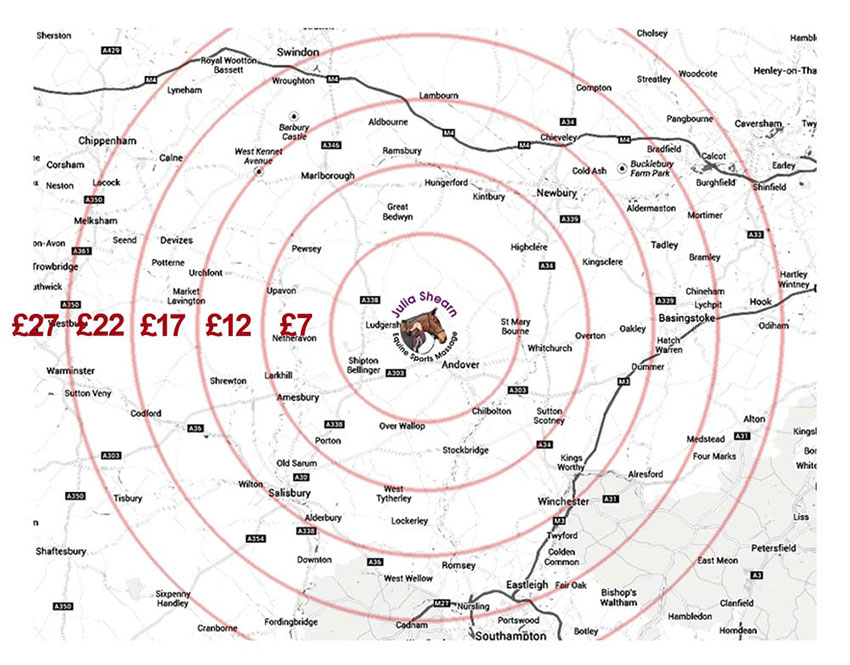 Sherston
Cholsey
A429
Swindon
Royal Wootton
Bassett
Streatley
Woodcote
Henley-on-Tha
M4
Wroughton
M4
Lyneham
Lambourn
Compton
Barbury
Castle
Aldbourne
A34
Pangbourne
Caversham
Twy
Chippenham
A346
M4
Chieveley
M4
M4
Bradfield
West Kennet
Avenue
Ramsbury
Calne
Corsham
Calcot
Earley
Bucklebury
Farm Park
Marlborough
Cold Ash
Neston
Lacock
Hungerford
Burghfield
Shinfield
A350
Kintbury
Newbury
Great
Bedwyn
Aldermaston
Mortimer
Melksham
A339
A33
on-Avon
Seend
Devizes
Pewsey
Highclere
Tadley
A361
Bramley
Trowbridge
Potterne
A34
Kingsclere
Urchfont
Hartley
Wintney
uthwick
Market
Lavington
Upavon
A338
A339
Chineham
Lychpit
Hook
A350
Julia Shearn
Equine Sports Massage
£27
£22
£17
£12
£7
Ludgersh
St Mary
Bourne
Basingstoke
Odiham
Netheravon
Overton
Oakley
Whitchurch
Hatch
Warren
Shipton
Bellinger
Andover
Dummer
Warminster
A303
Larkhill
Shrewton
M3
Sutton Veny
A303
Amesbury
Codford
Chilbolton
Sutton
Scotney
Alton
A36
A338
Over Wallop
A31
Porton
Medstead
Kingsl
A34
Stockbridge
A303
Four Marks
Old Sarum
Kings
Worthy
White
A30
Alresford
Wilton
Salisbury
West
Tytherley
A350
Tisbury
Winchester
A31
Alderbury
Lockerley
M3
Liss
A338
Twyford
A354
Shaftesbury
Colden
Common
Petersfield
Downton
A36
Romsey
East Meon
West Wellow
A3
Eastleigh
Fair Oak
Sixpenny
Handley
Bishop's
Waltham
A350
M27
Nursling
Clanfield
Fordingbridge
Hambledon
Cranborne
Cadnam
Portswood
Southampton
Botley
Horndean